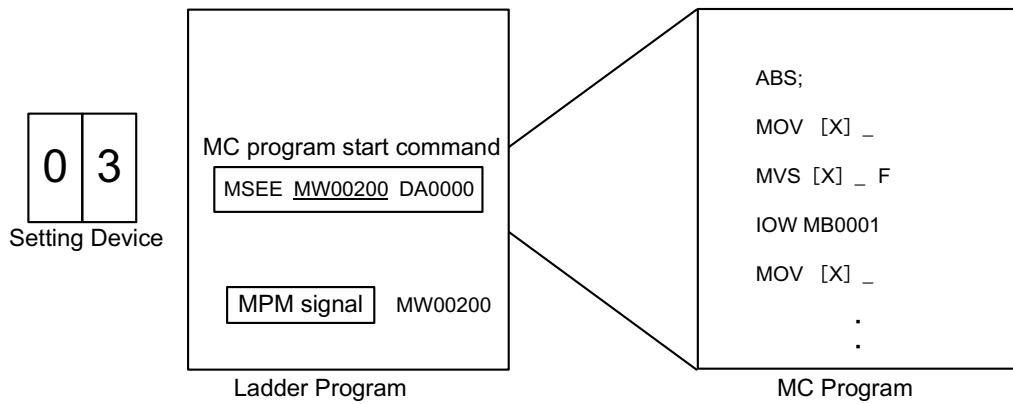 0 3
Setting Device
MC program start command
MSEE MW00200 DA0000
MPM signal MW00200
Ladder Program
ABS;
MOV [X] _
MVS [X] _ F
IOW MB0001
MOV [X] _
.
.
MC Program